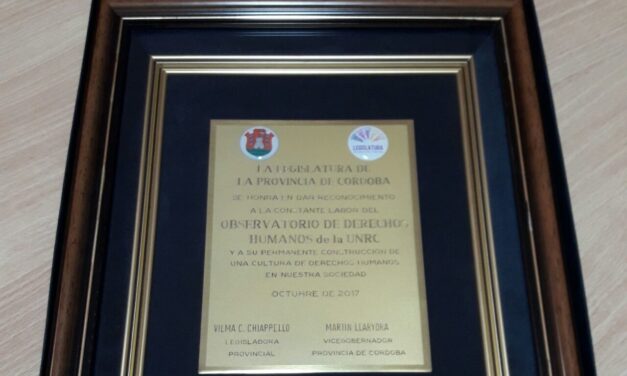 LEGISLATURA
LA LEGISLATURA DE
LA PROVINCIA DE CORDOBA
SE HONRA EN DAR RECONOCIMIENTO
A LA CONSTANTE LABOR DEL
OBSERVATORIO DE DERECHOS
HUMANOS de la UNRC
Y A SU PERMANENTE CONSTRUCCION DE
UNA CULTURA DE DERECHOS HUMANOS
EN NUESTRA SOCIEDAD
OCTUBRE DE 2017
VILMA C. CHIAPPELLO
LEGISLADORA
PROVINCIAL
MARTIN LLARYORA
VICEGOBERNADOR
PROVINCIA DE CORDOBA